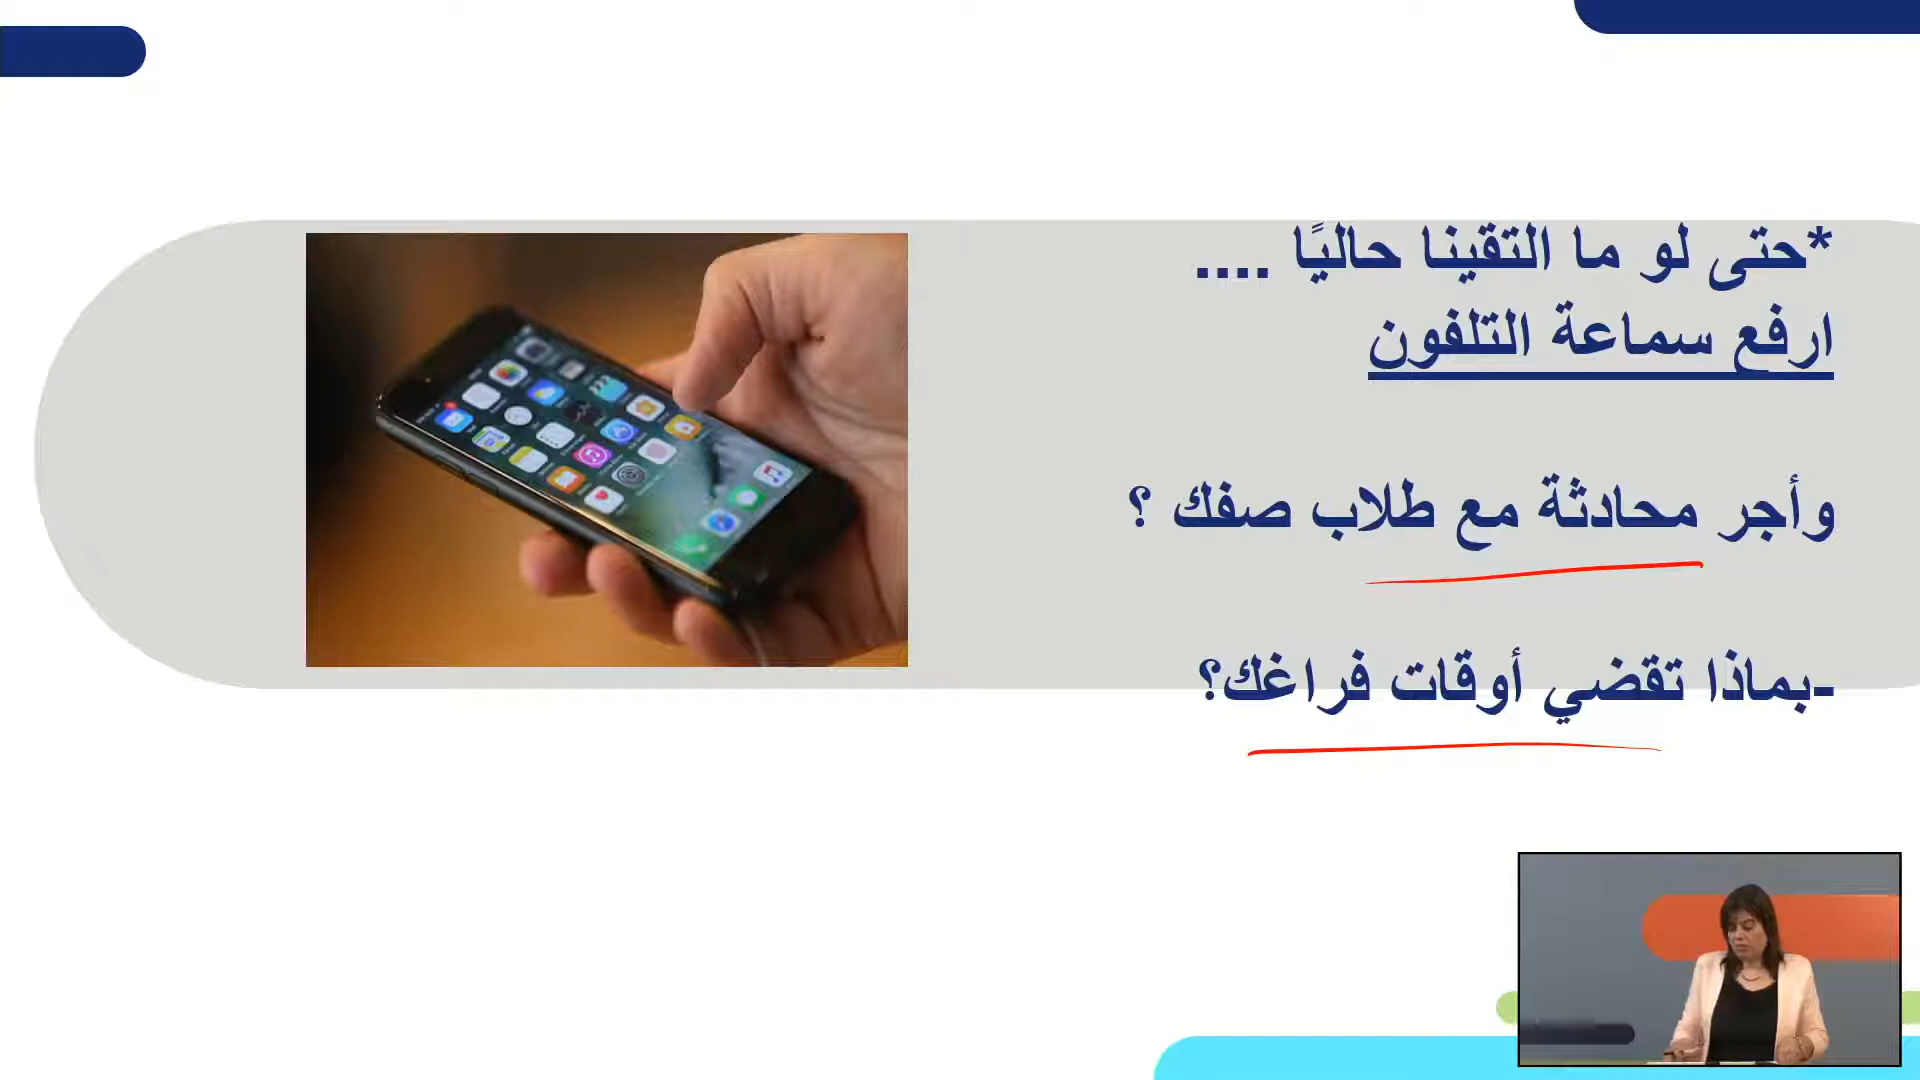 *حتى لو ما التقينا حاليًا ....
ارفع سماعة التلفون
وأجر محادثة مع طلاب صفك ؟
-بماذا تقضي أوقات فراغك؟